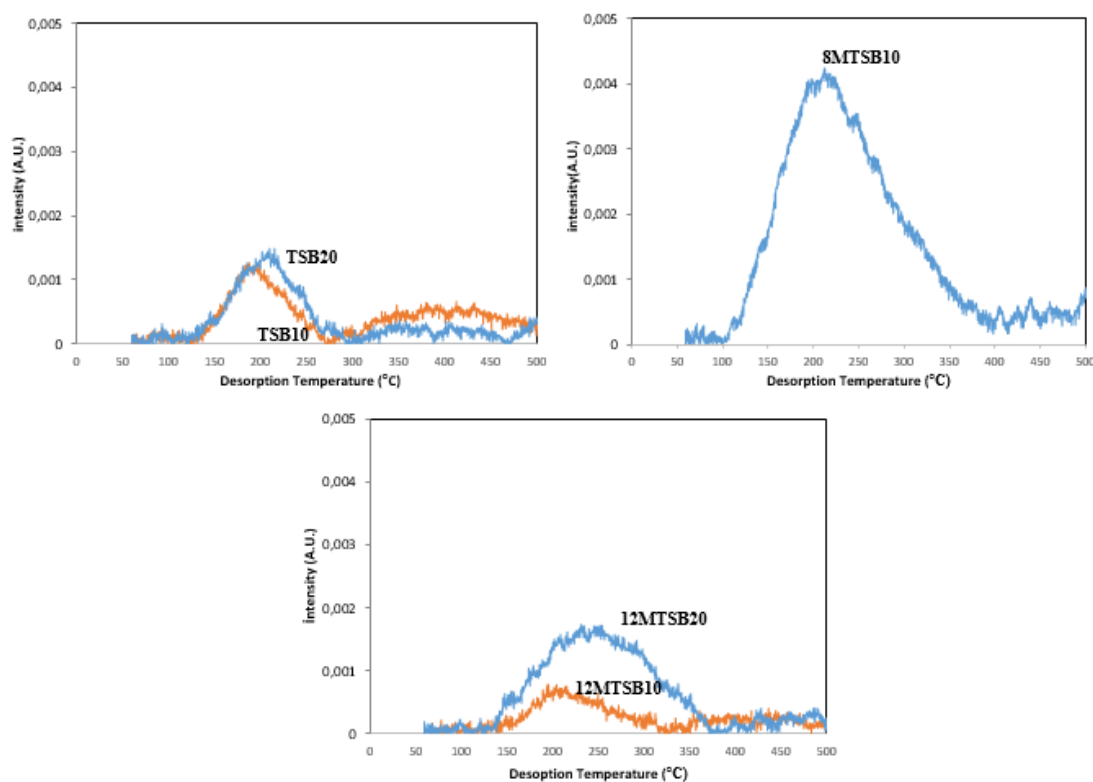 0,005
0,004
0,003
0,002
0,001
0
intensity (A.U.)
TSB20
TSB10
0 50 100 150 200 250 300 350 400 450 500
Desorption Temperature (°C)
0,005
0,004
0,003
0,002
0,001
0
intensity(A.U.)
8MTSB10
0 50 100 150 200 250 300 350 400 450 500
Desorption Temperature (°C)
0,005
0,004
0,003
0,002
0,001
0
intensity (A.U.)
12MTSB20
12MTSB10
0 50 100 150 200 250 300 350 400 450 500
Desorption Temperature (°C)